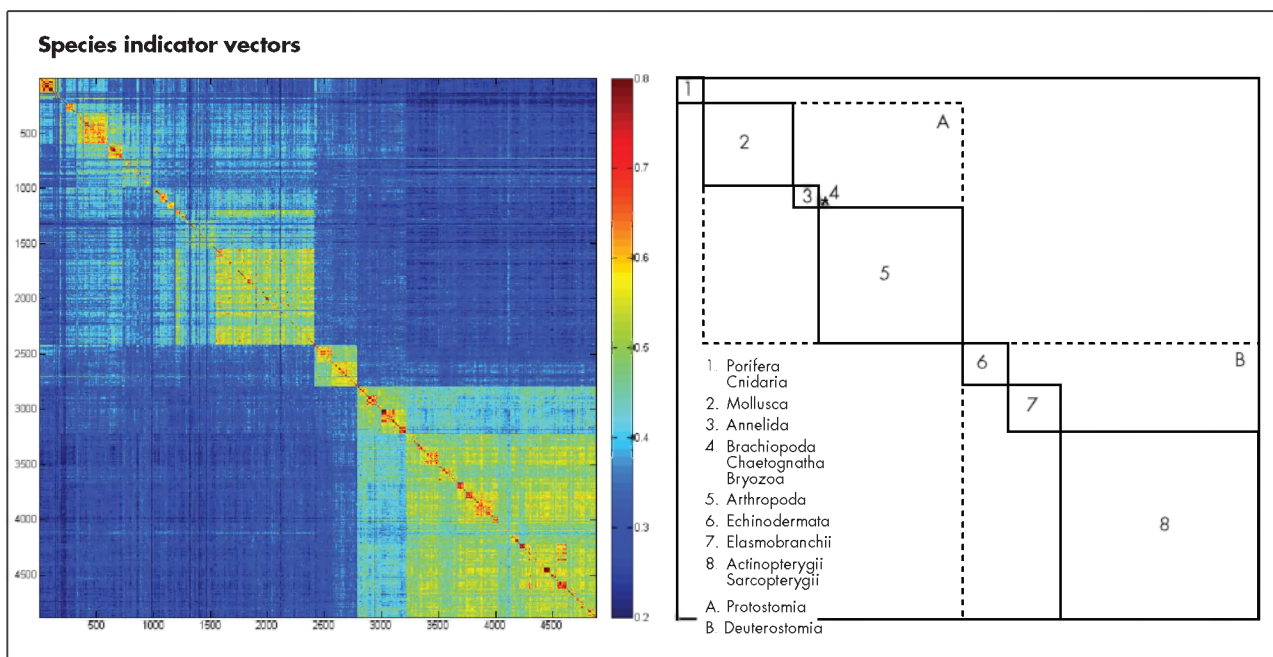 Species indicator vectors
500
1000
1500
2000
2500
3000
3500
4000
4500
500 1000 1500 2000 2500 3000 3500 4000 4500
0.8
0.7
0.6
0.5
0.4
0.3
0.2
1
2
A
3
4
*
5
6
B
7
8
1. Porifera
Cnidaria
2. Mollusca
3. Annelida
4. Brachiopoda
Chaetognatha
Bryozoa
5. Arthropoda
6. Echinodermata
7. Elasmobranchii
8. Actinopterygii
Sarcopterygii
A. Protostomia
B. Deuterostomia